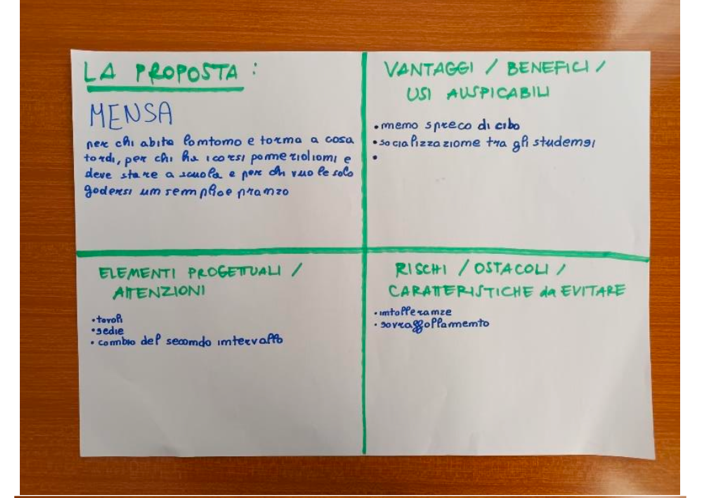 LA PROPOSTA:
MENSA
per chi abita lontano e torna a casa
tardi, per chi ha i corsi pomeridiani e
deve stare a scuola e per chi vuole solo
godersi un semplice pranzo
VANTAGGI / BENEFICI /
USI AUSPICABILI
• meno spreco di cibo
• socializzazione tra gli studenti
•
ELEMENTI PROGETTUALI /
ATTENZIONI
• tavoli
• sedie
• cambio del secondo intervallo
RISCHI / OSTACOLI /
CARATTERISTICHE da EVITARE
• intolleranze
• sovraffollamento